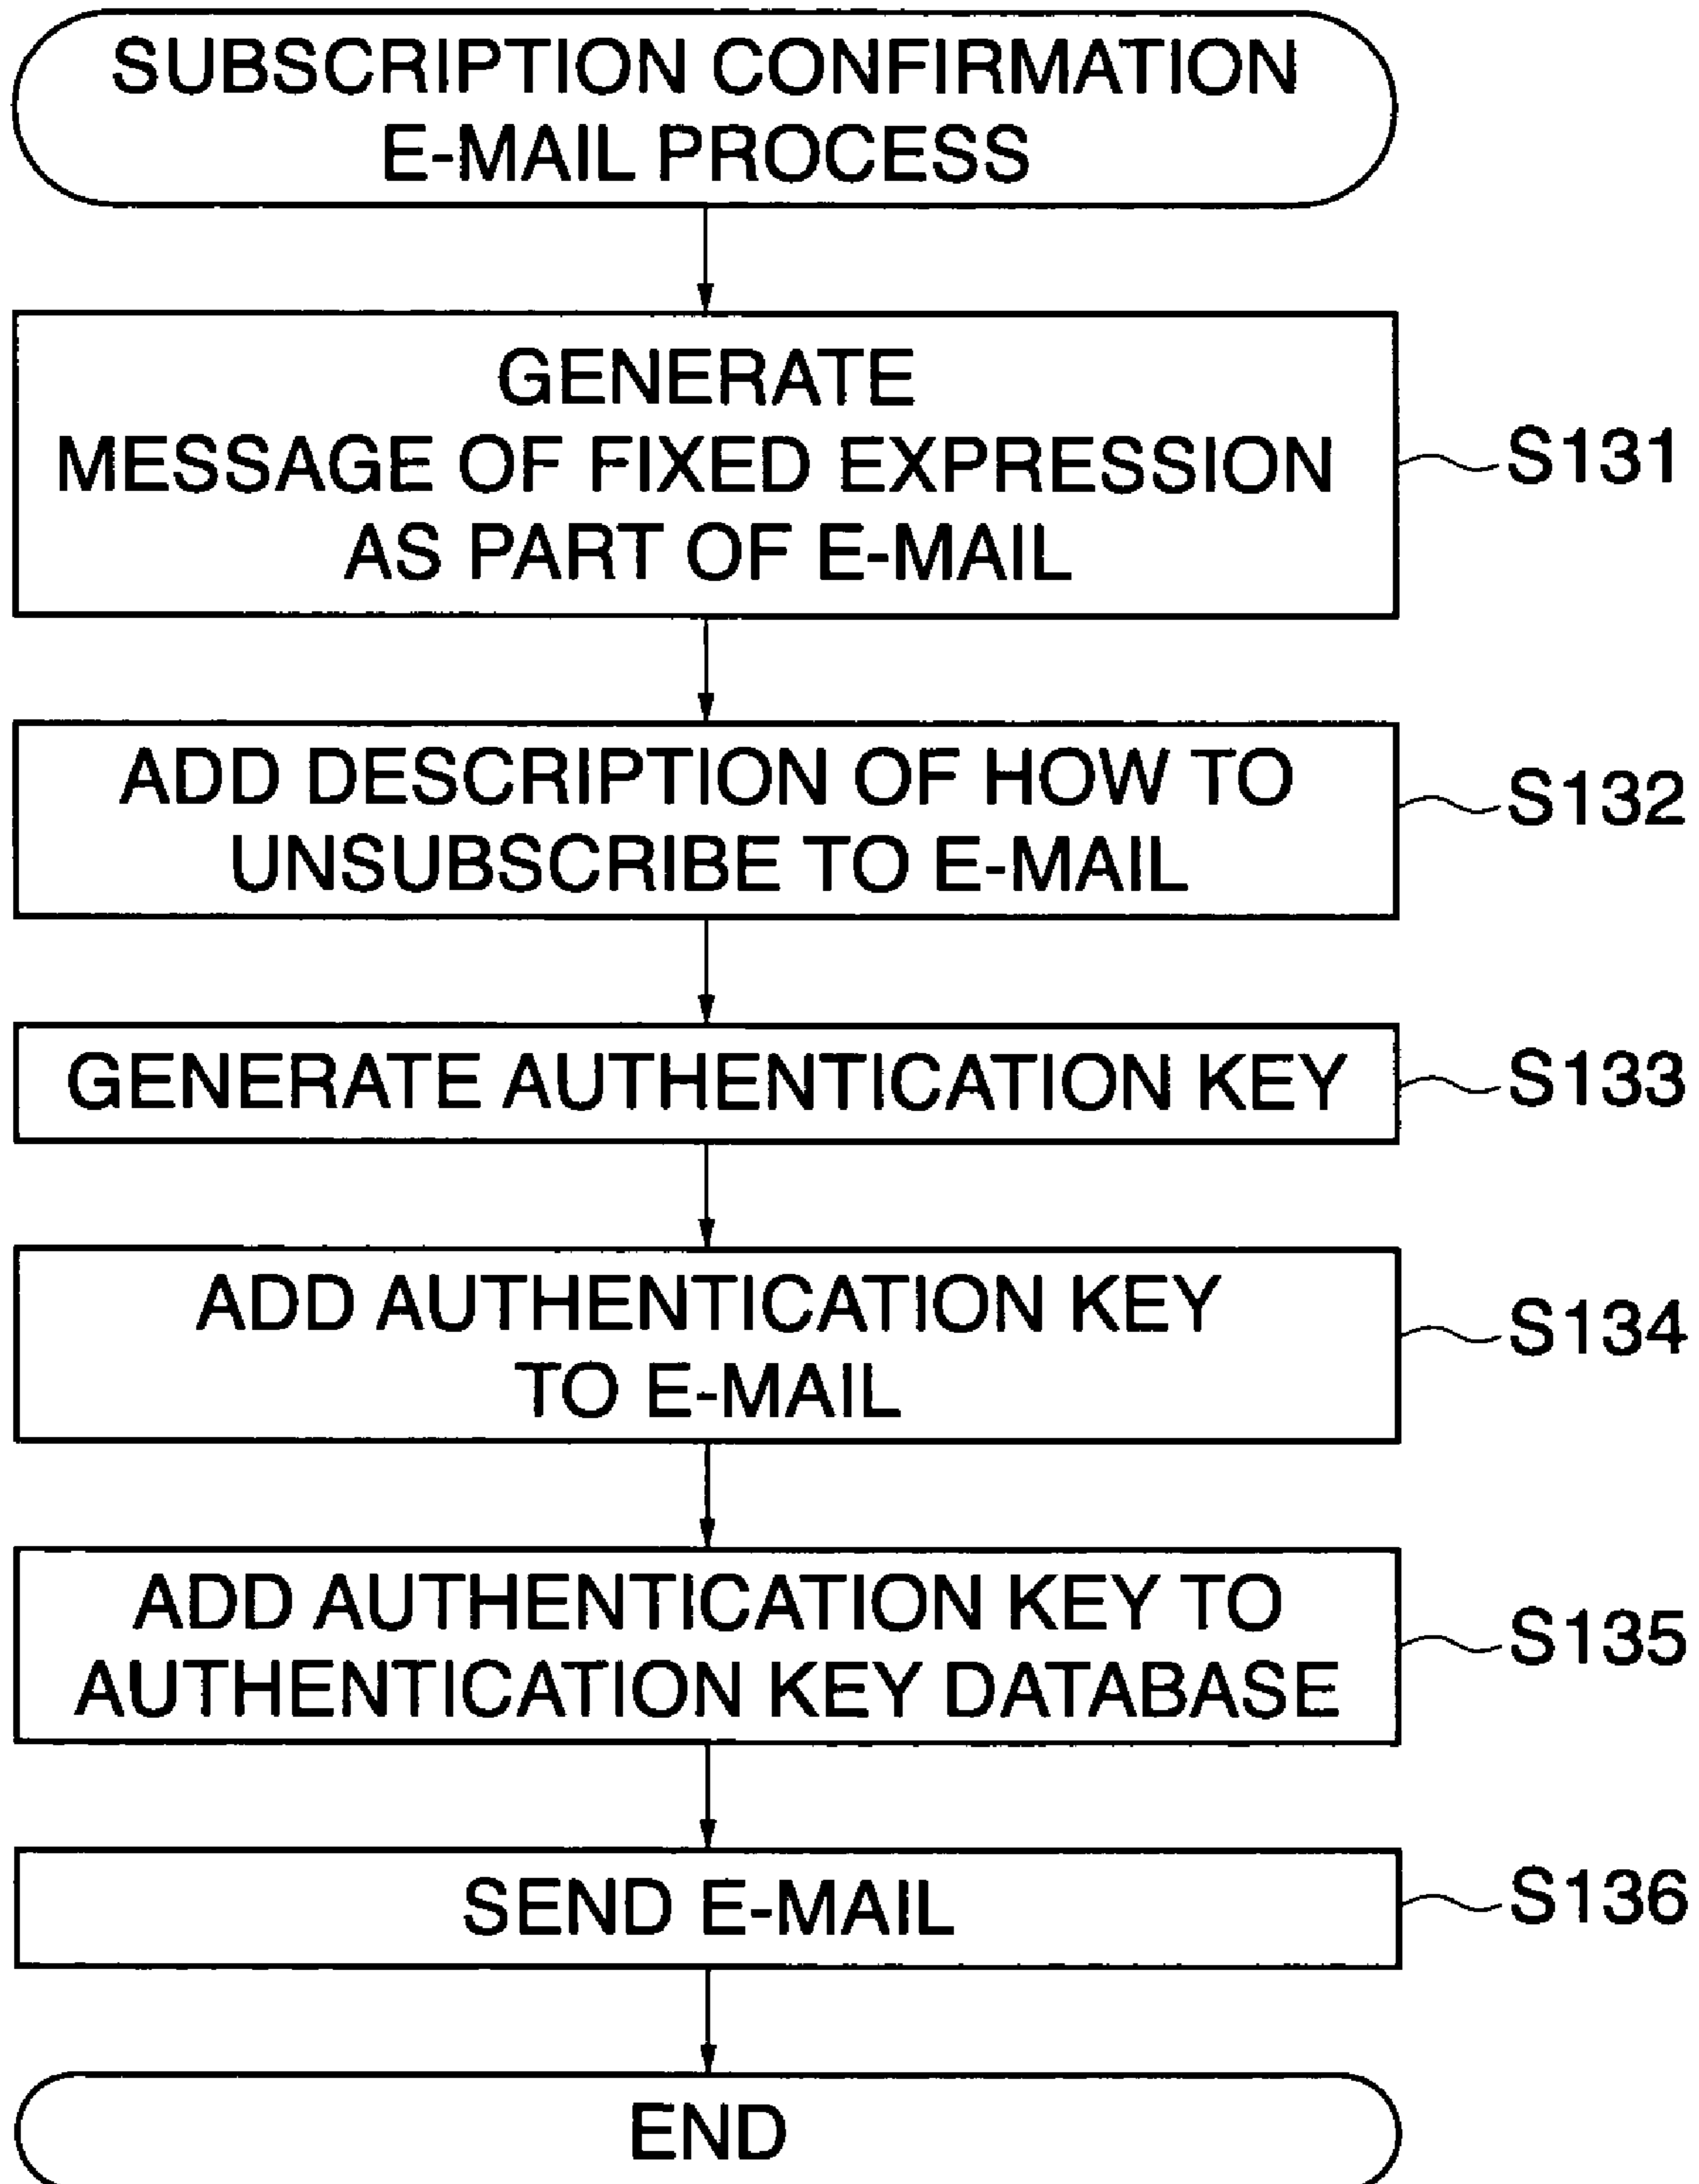 SUBSCRIPTION CONFIRMATION
E-MAIL PROCESS
GENERATE
MESSAGE OF FIXED EXPRESSION
AS PART OF E-MAIL
S131
ADD DESCRIPTION OF HOW TO
UNSUBSCRIBE TO E-MAIL
S132
GENERATE AUTHENTICATION KEY
S133
ADD AUTHENTICATION KEY
TO E-MAIL
S134
ADD AUTHENTICATION KEY TO
AUTHENTICATION KEY DATABASE
S135
SEND E-MAIL
S136
END